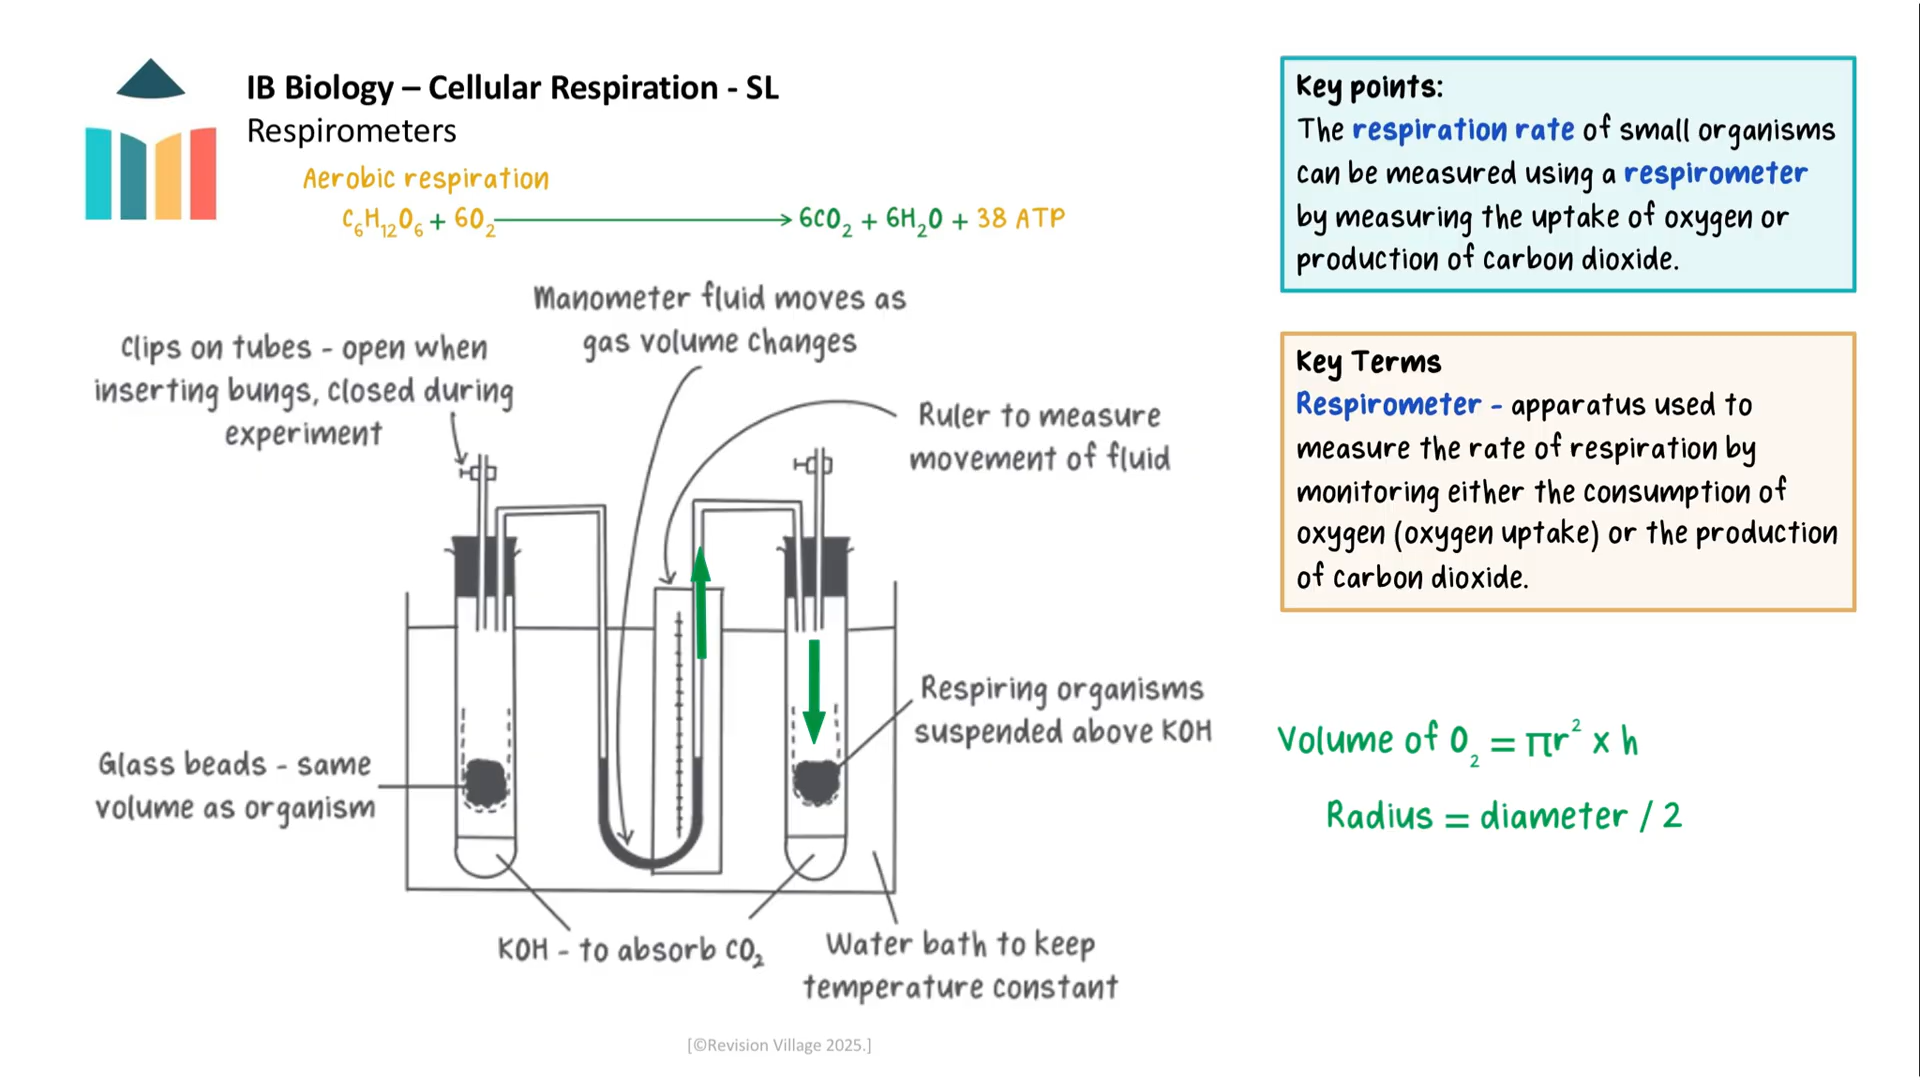 IB Biology – Cellular Respiration - SL
Respirometers
Aerobic respiration
C₆H₁₂O₆ + 6O₂ → 6CO₂ + 6H₂O + 38 ATP
Manometer fluid moves as
gas volume changes
Clips on tubes - open when
inserting bungs, closed during
experiment
Ruler to measure
movement of fluid
Respiring organisms
suspended above KOH
Glass beads - same
volume as organism
KOH - to absorb CO₂
Water bath to keep
temperature constant
Key points:
The respiration rate of small organisms
can be measured using a respirometer
by measuring the uptake of oxygen or
production of carbon dioxide.
Key Terms
Respirometer - apparatus used to
measure the rate of respiration by
monitoring either the consumption of
oxygen (oxygen uptake) or the production
of carbon dioxide.
Volume of O₂ = πr² x h
Radius = diameter / 2
[©Revision Village 2025.]